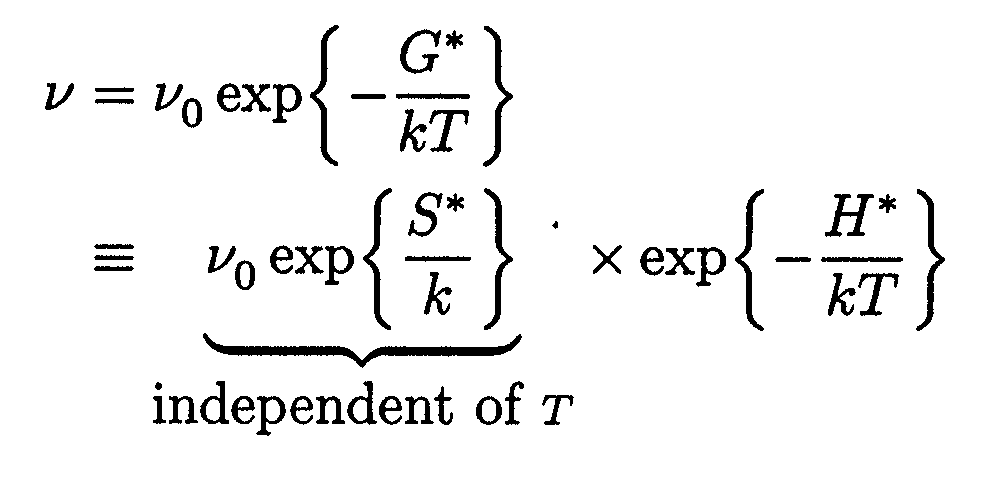 ν = ν₀ exp{−G*/kT}
≡ ν₀ exp{S*/k} × exp{−H*/kT}
independent of T